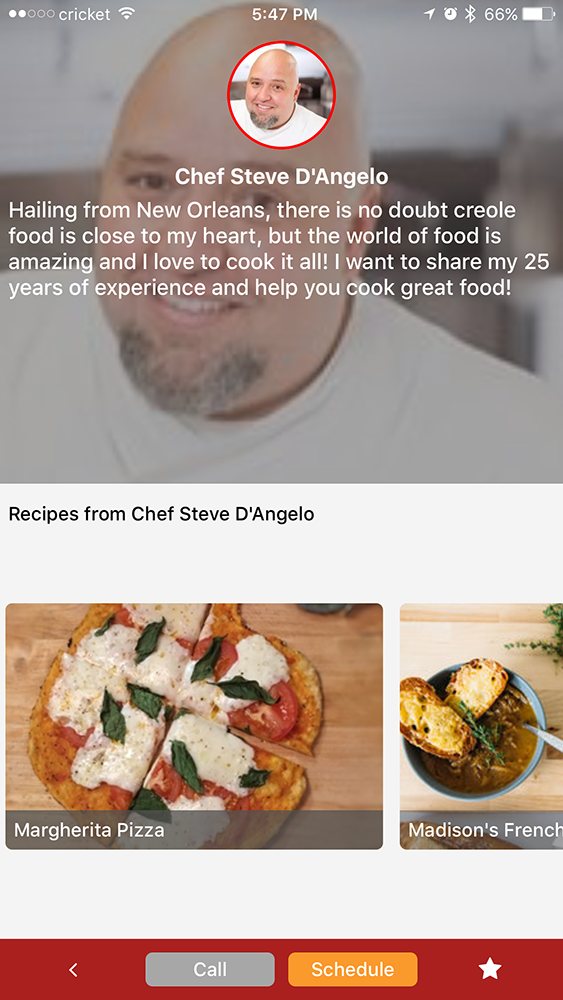 cricket 5:47 PM 66%
Chef Steve D'Angelo
Hailing from New Orleans, there is no doubt creole
food is close to my heart, but the world of food is
amazing and I love to cook it all! I want to share my 25
years of experience and help you cook great food!
Recipes from Chef Steve D'Angelo
Margherita Pizza
Madison's French
Call
Schedule